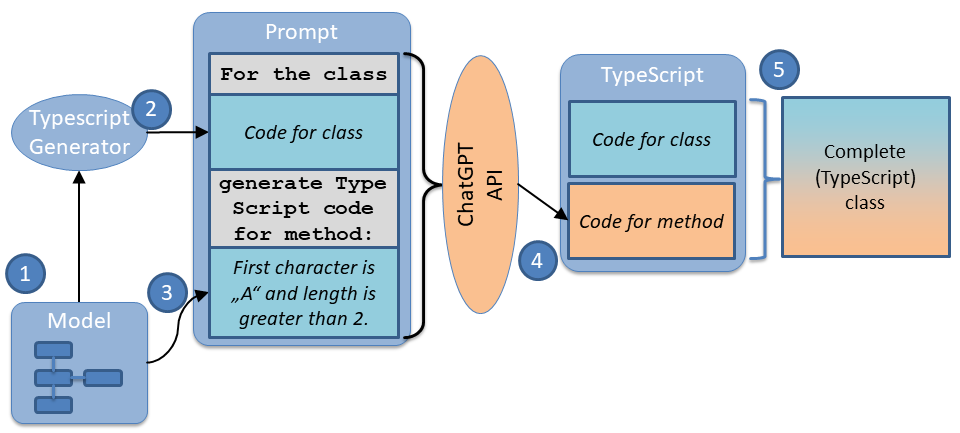 1
Model
Typescript
Generator
2
3
Prompt
For the class
Code for class
generate Type
Script code
for method:
First character is
„A“ and length is
greater than 2.
ChatGPT
API
4
TypeScript
Code for class
Code for method
5
Complete
(TypeScript)
class